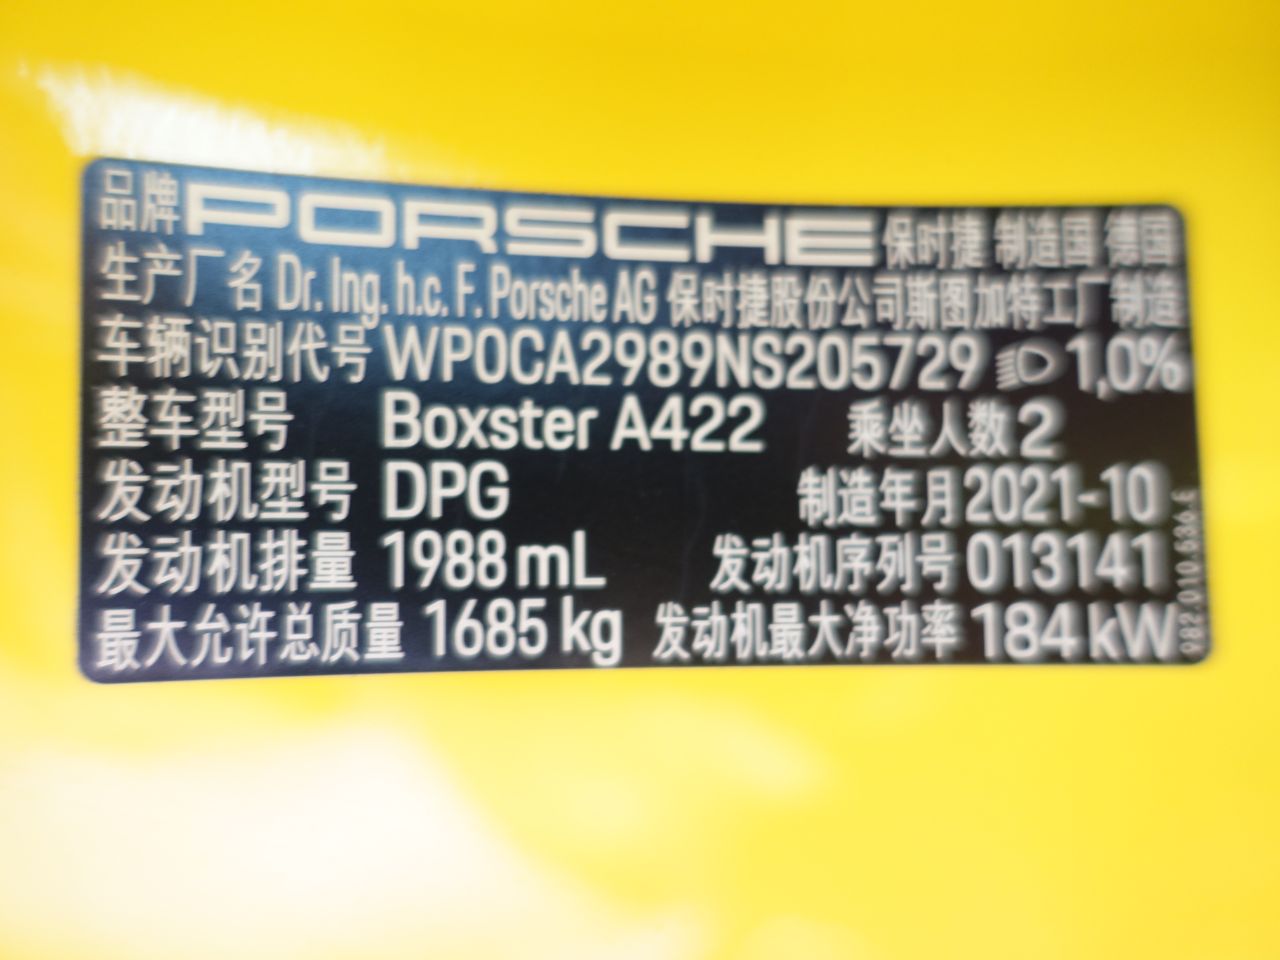 品牌 PORSCHE 保时捷 制造国 德国
生产厂名 Dr. Ing. h.c. F. Porsche AG 保时捷股份公司斯图加特工厂制造
车辆识别代号 WP0CA2989NS205729 1,0%
整车型号 Boxster A422 乘坐人数 2
发动机型号 DPG 制造年月 2021-10
发动机排量 1988 mL 发动机序列号 013141
最大允许总质量 1685 kg 发动机最大净功率 184 kW
982.010.636.E